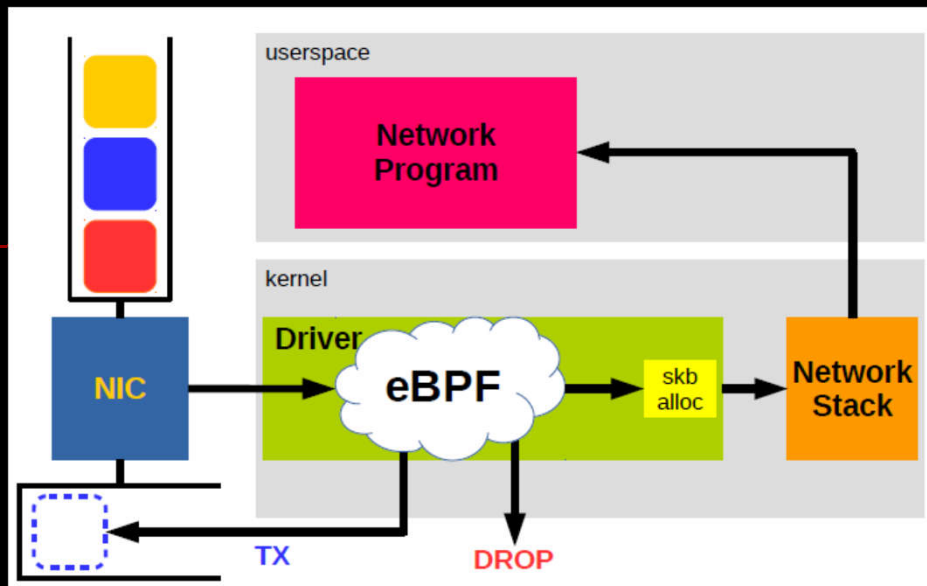 userspace
Network
Program
kernel
Driver
NIC
eBPF
skb
alloc
Network
Stack
TX
DROP